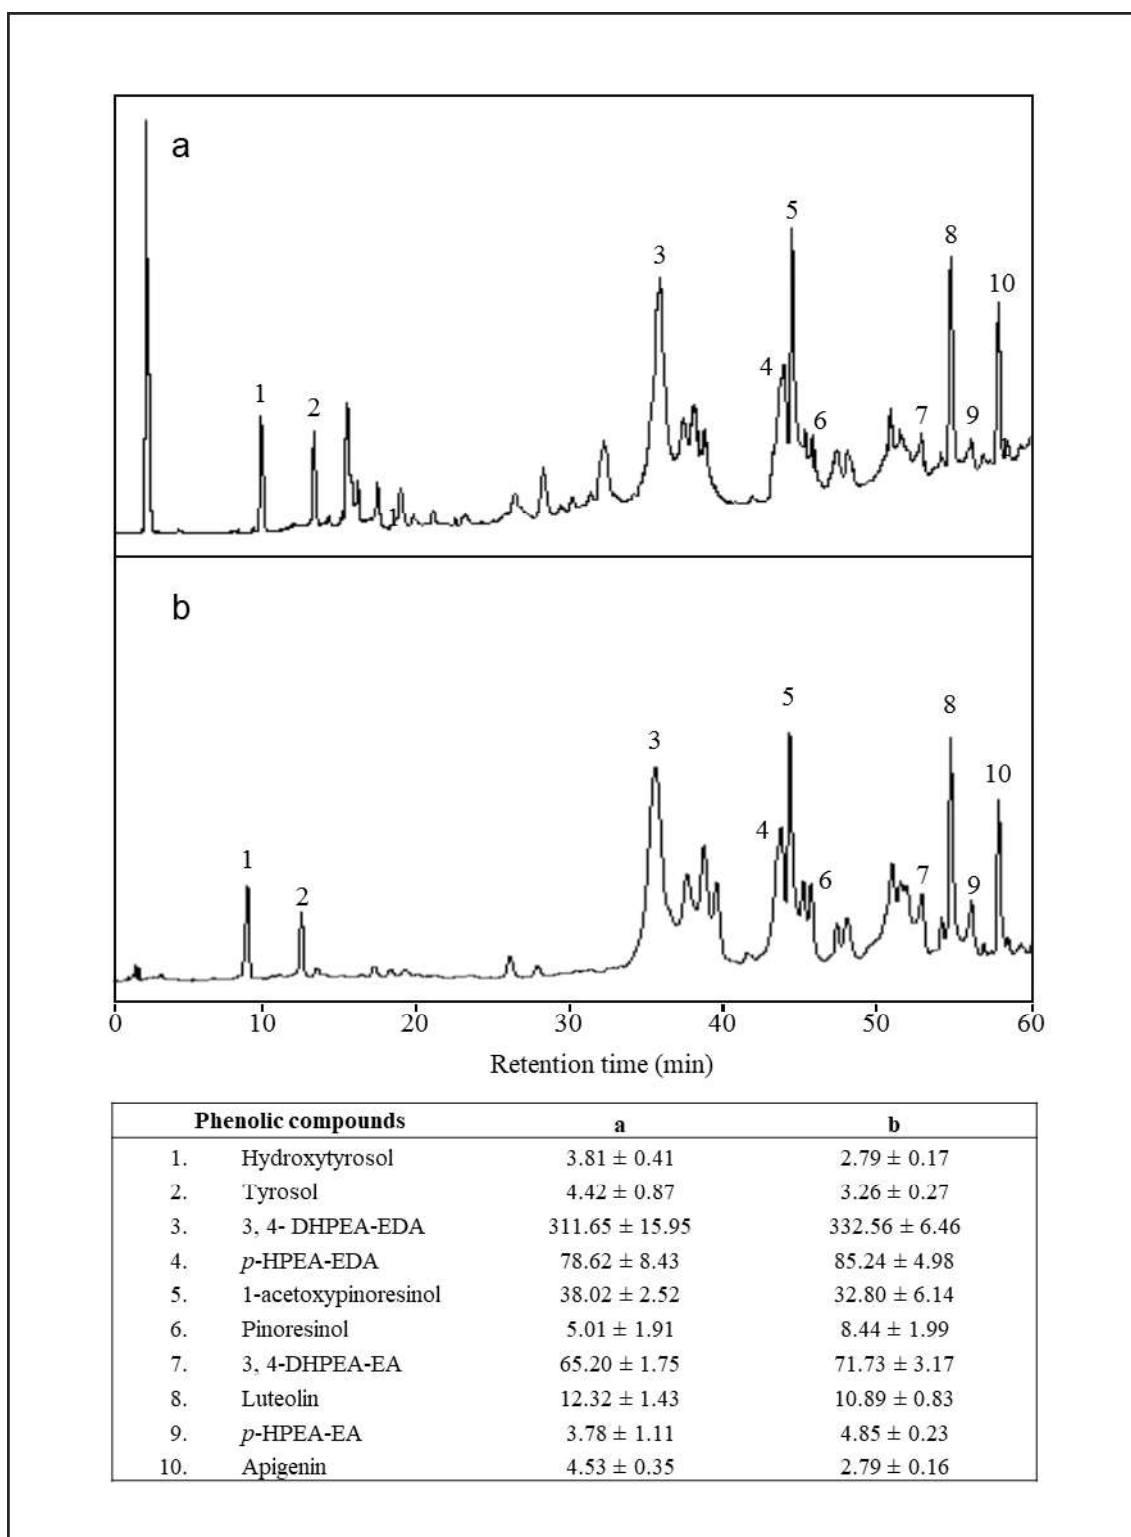 a
5
8
3
10
1
2
4
6
7
9
1
b
5
8
3
10
4
1
2
6
7
9
0 10 20 30 40 50 60
Retention time (min)
Phenolic compounds a b
1. Hydroxytyrosol 3.81 ± 0.41 2.79 ± 0.17
2. Tyrosol 4.42 ± 0.87 3.26 ± 0.27
3. 3, 4- DHPEA-EDA 311.65 ± 15.95 332.56 ± 6.46
4. p-HPEA-EDA 78.62 ± 8.43 85.24 ± 4.98
5. 1-acetoxypinoresinol 38.02 ± 2.52 32.80 ± 6.14
6. Pinoresinol 5.01 ± 1.91 8.44 ± 1.99
7. 3, 4-DHPEA-EA 65.20 ± 1.75 71.73 ± 3.17
8. Luteolin 12.32 ± 1.43 10.89 ± 0.83
9. p-HPEA-EA 3.78 ± 1.11 4.85 ± 0.23
10. Apigenin 4.53 ± 0.35 2.79 ± 0.16